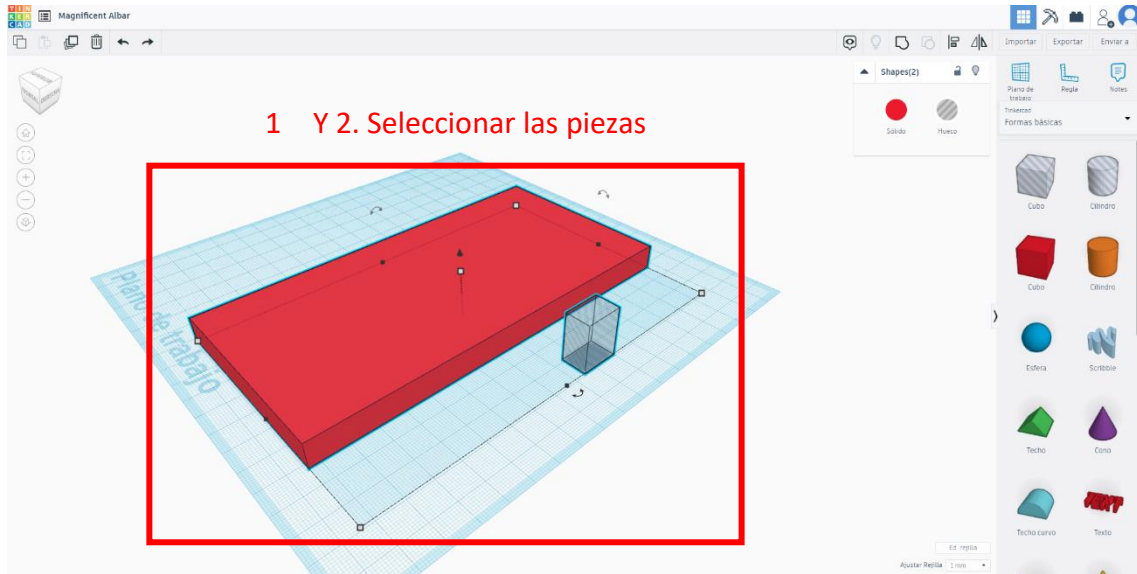 TIN
KER
CAD
Magnificent Albar
Importar
Exportar
Enviar a
Shapes(2)
Sólido
Hueco
Plano de
trabajo
Regla
Notes
Tinkercad
Formas básicas
1 Y 2. Seleccionar las piezas
Plano de trabajo
Cubo
Cilindro
Cubo
Cilindro
Esfera
Scribble
Techo
Cono
Techo curvo
Texto
TEXT
Ed. rejilla
Ajustar Rejilla
1 mm